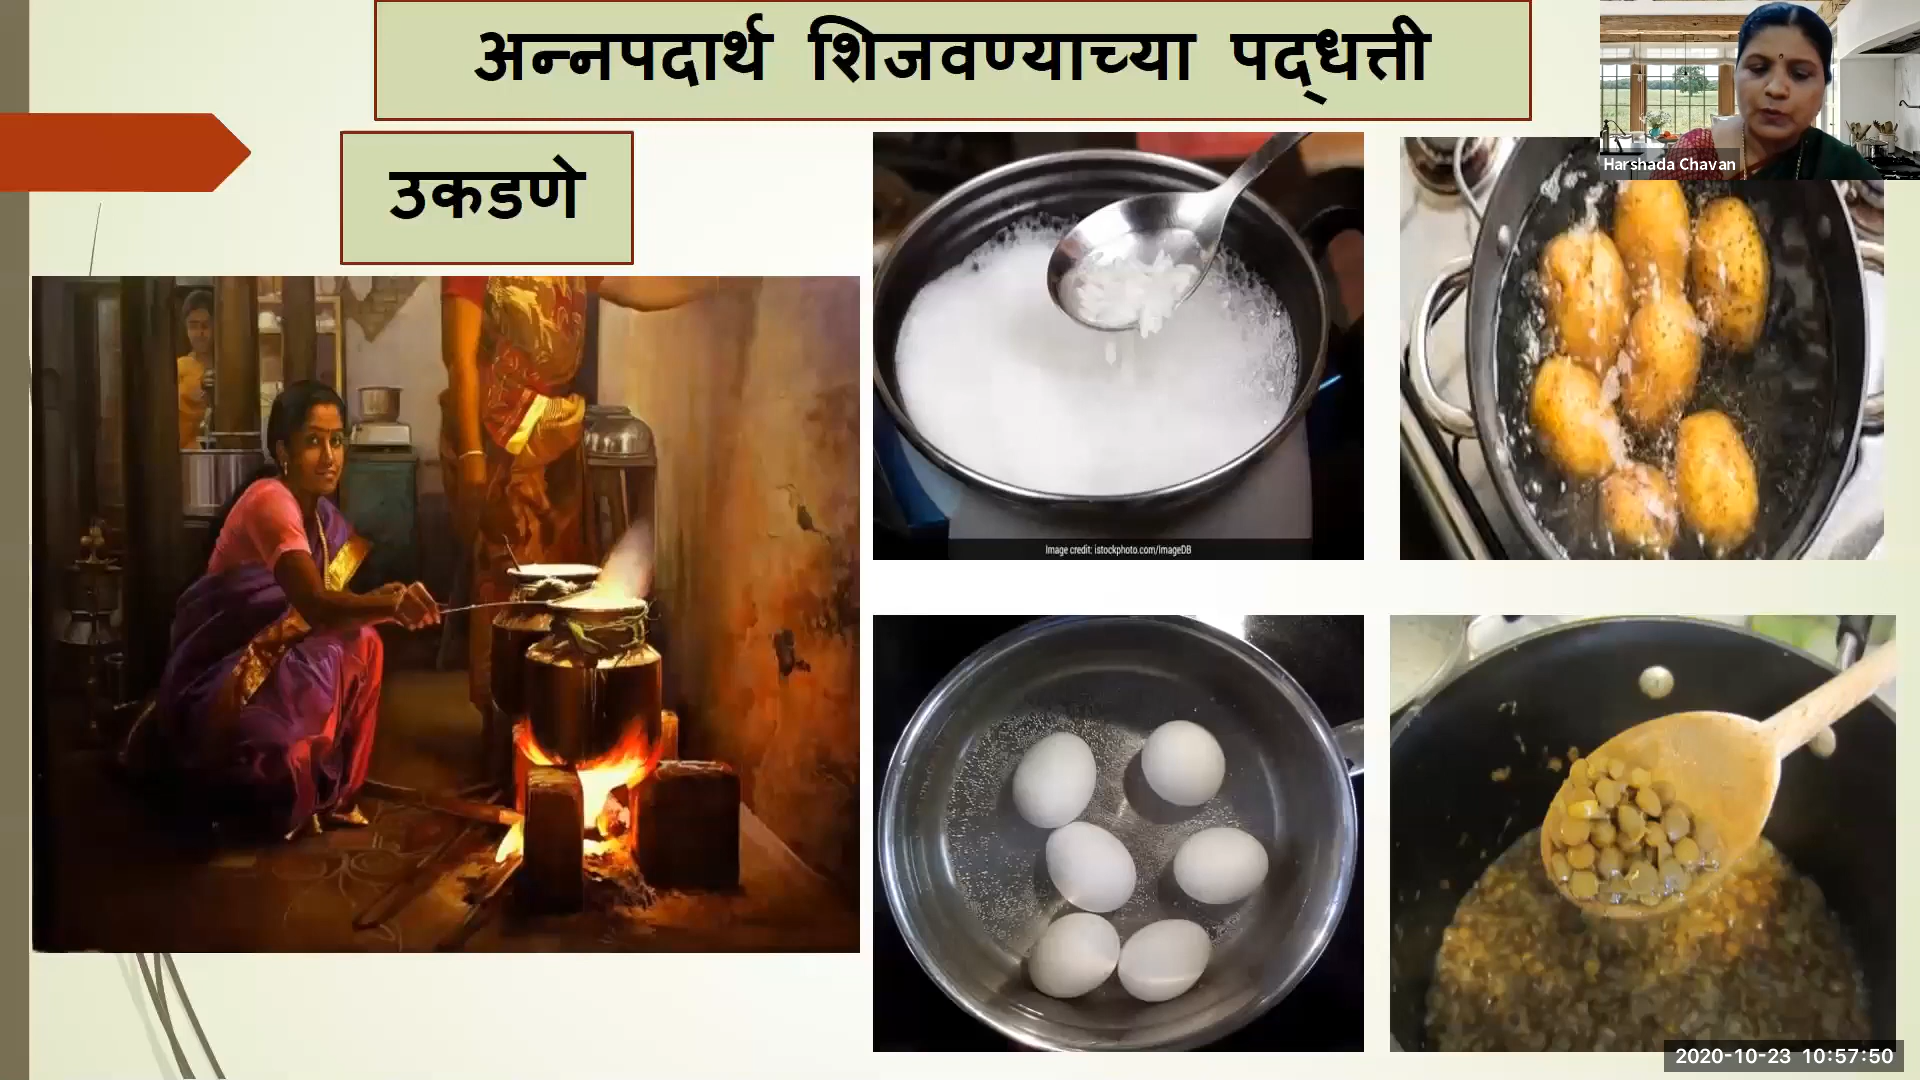 अन्नपदार्थ शिजवण्याच्या पद्‌धत्ती
Harshada Chavan
उकडणे
Image credit: istockphoto.com/ImageDB
2020-10-23 10:57:50